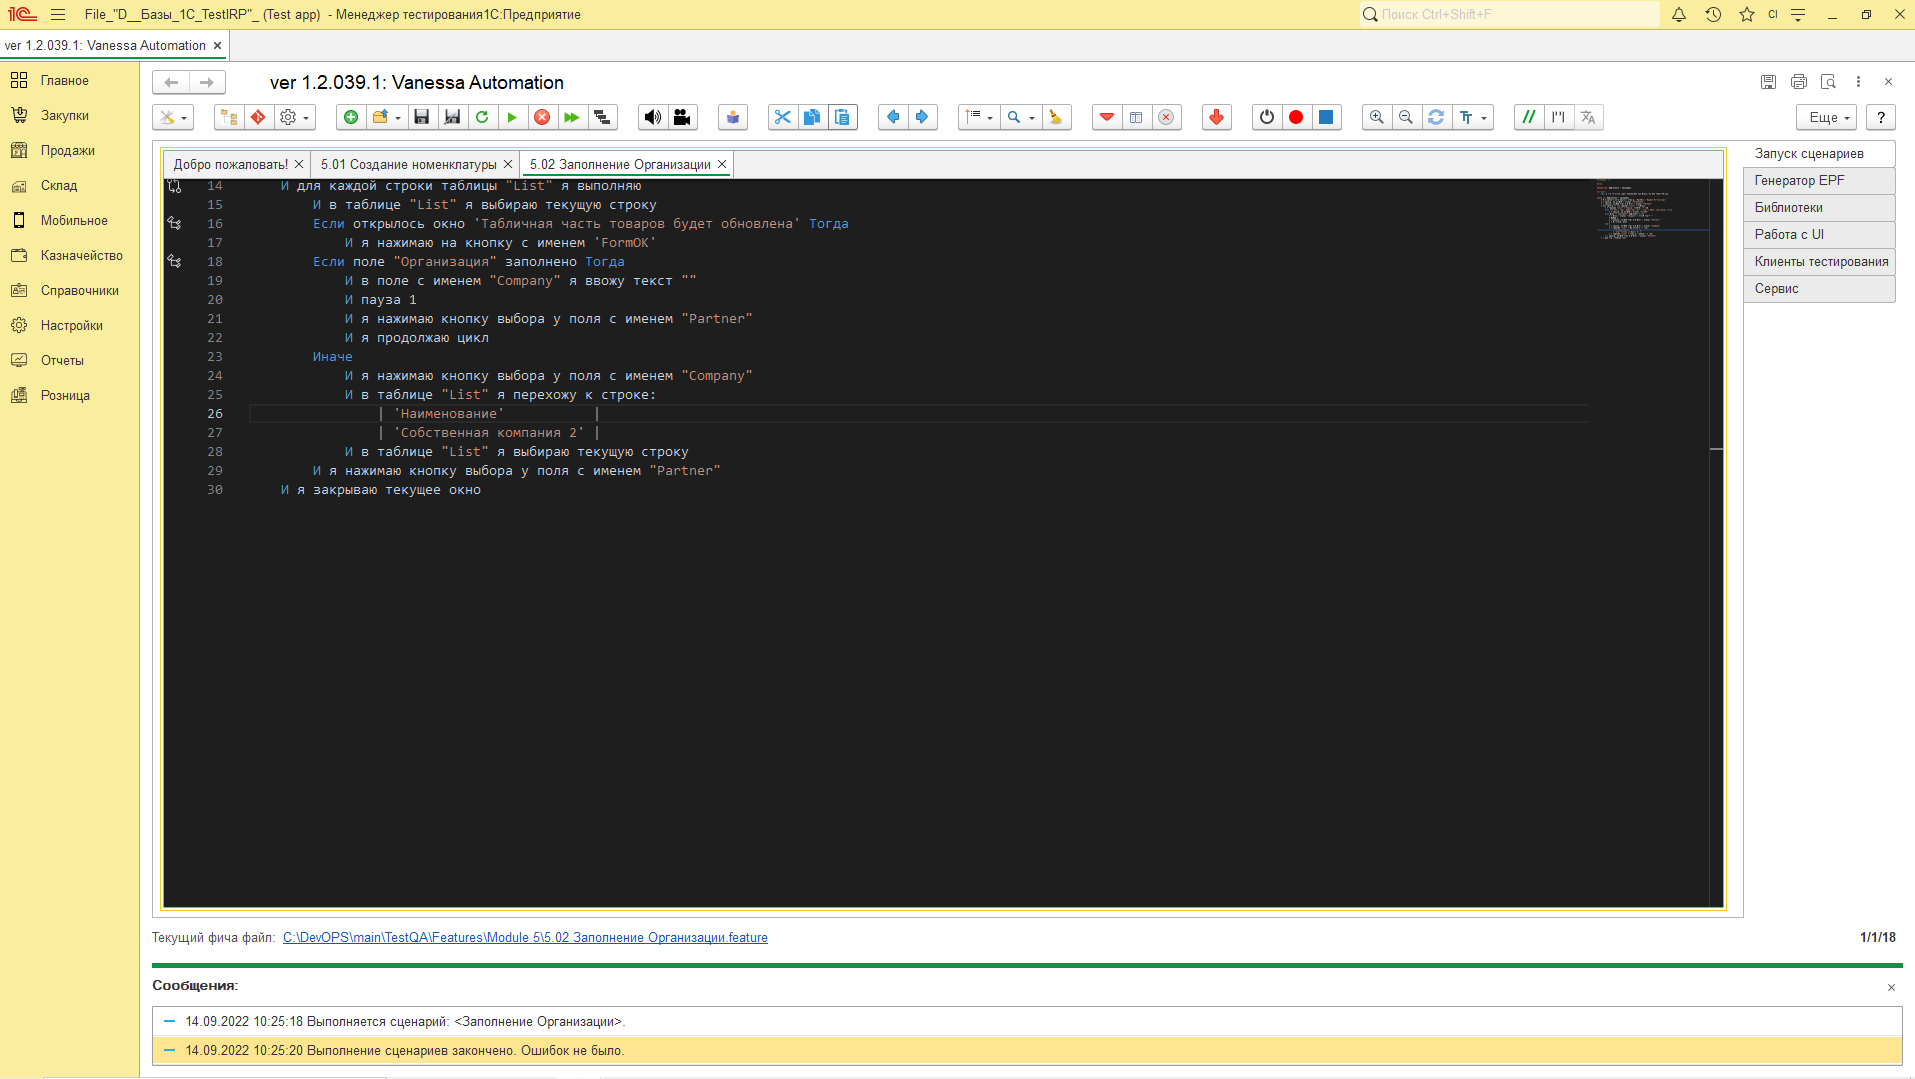 File_"D__Базы_1С_TestIRP"_ (Test app) - Менеджер тестирования1С:Предприятие
Поиск Ctrl+Shift+F
CI
ver 1.2.039.1: Vanessa Automation
Главное
Закупки
Продажи
Склад
Мобильное
Казначейство
Справочники
Настройки
Отчеты
Розница
ver 1.2.039.1: Vanessa Automation
Еще
?
Добро пожаловать!
5.01 Создание номенклатуры
5.02 Заполнение Организации
14 И для каждой строки таблицы "List" я выполняю
15 И в таблице "List" я выбираю текущую строку
16 Если открылось окно 'Табличная часть товаров будет обновлена' Тогда
17 И я нажимаю на кнопку с именем 'FormOK'
18 Если поле "Организация" заполнено Тогда
19 И в поле с именем "Company" я ввожу текст ""
20 И пауза 1
21 И я нажимаю кнопку выбора у поля с именем "Partner"
22 И я продолжаю цикл
23 Иначе
24 И я нажимаю кнопку выбора у поля с именем "Company"
25 И в таблице "List" я перехожу к строке:
26 | 'Наименование' |
27 | 'Собственная компания 2' |
28 И в таблице "List" я выбираю текущую строку
29 И я нажимаю кнопку выбора у поля с именем "Partner"
30 И я закрываю текущее окно
Запуск сценариев
Генератор EPF
Библиотеки
Работа с UI
Клиенты тестирования
Сервис
Текущий фича файл: C:\DevOPS\main\TestQA\Features\Module 5\5.02 Заполнение Организации.feature
1/1/18
Сообщения:
14.09.2022 10:25:18 Выполняется сценарий: <Заполнение Организации>.
14.09.2022 10:25:20 Выполнение сценариев закончено. Ошибок не было.